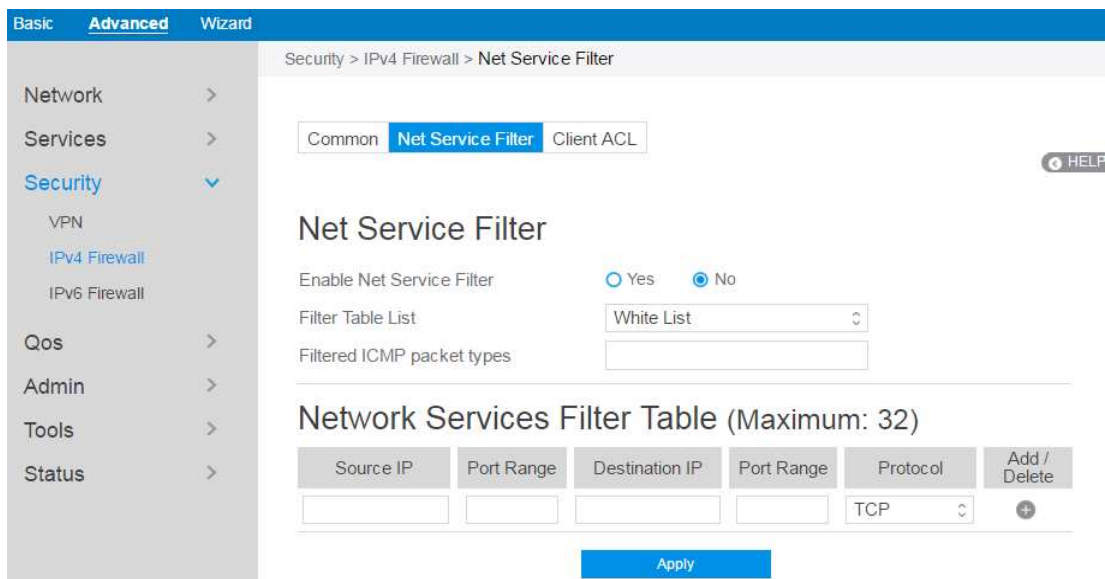 Basic Advanced Wizard
Security > IPv4 Firewall > Net Service Filter
Network
Services
Security
VPN
IPv4 Firewall
IPv6 Firewall
Qos
Admin
Tools
Status
Common Net Service Filter Client ACL
HELP
Net Service Filter
Enable Net Service Filter Yes No
Filter Table List White List
Filtered ICMP packet types
Network Services Filter Table (Maximum: 32)
Source IP Port Range Destination IP Port Range Protocol Add / Delete
TCP
Apply